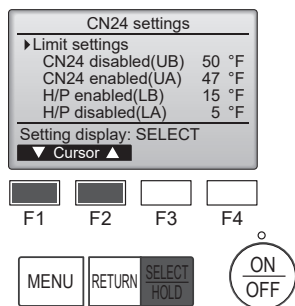 CN24 settings
▶Limit settings
CN24 disabled(UB) 50 °F
CN24 enabled(UA) 47 °F
H/P enabled(LB) 15 °F
H/P disabled(LA) 5 °F
Setting display: SELECT
▼ Cursor ▲
F1 F2 F3 F4
MENU RETURN SELECT/HOLD ON/OFF